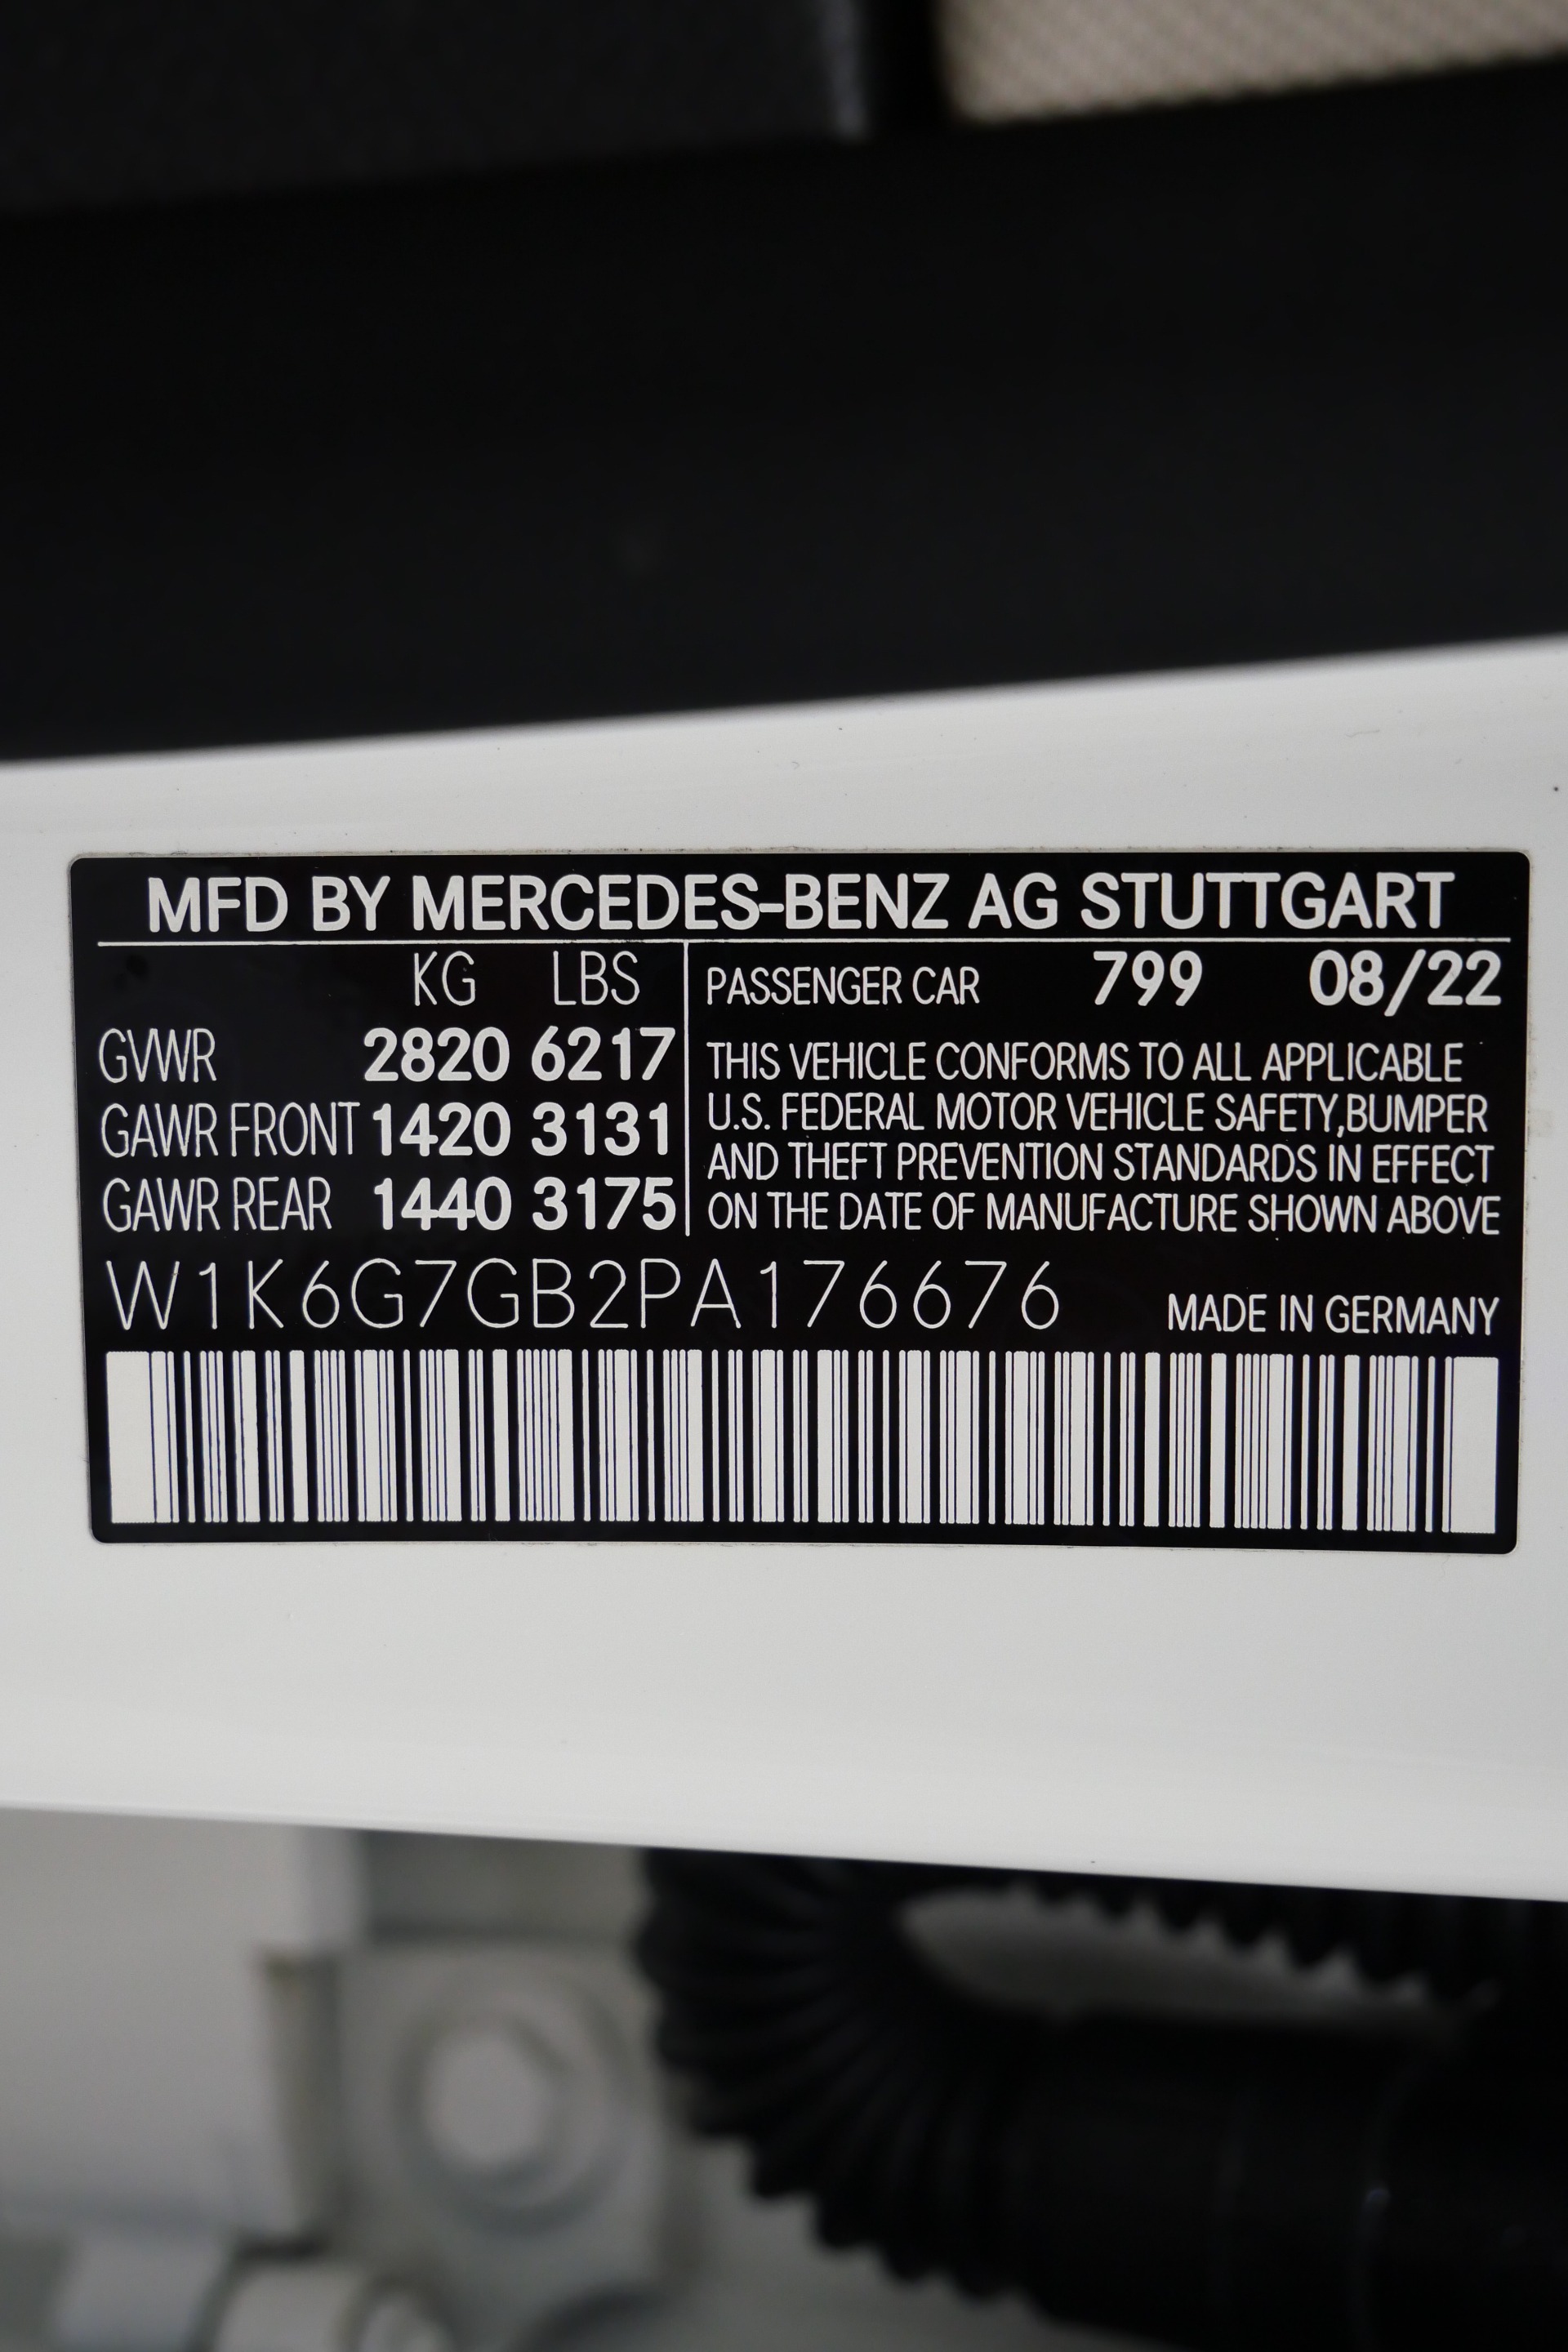 MFD BY MERCEDES-BENZ AG STUTTGART
KG LBS
GVWR 2820 6217
GAWR FRONT 1420 3131
GAWR REAR 1440 3175
PASSENGER CAR 799 08/22
THIS VEHICLE CONFORMS TO ALL APPLICABLE
U.S. FEDERAL MOTOR VEHICLE SAFETY,BUMPER
AND THEFT PREVENTION STANDARDS IN EFFECT
ON THE DATE OF MANUFACTURE SHOWN ABOVE
W1K6G7GB2PA176676
MADE IN GERMANY